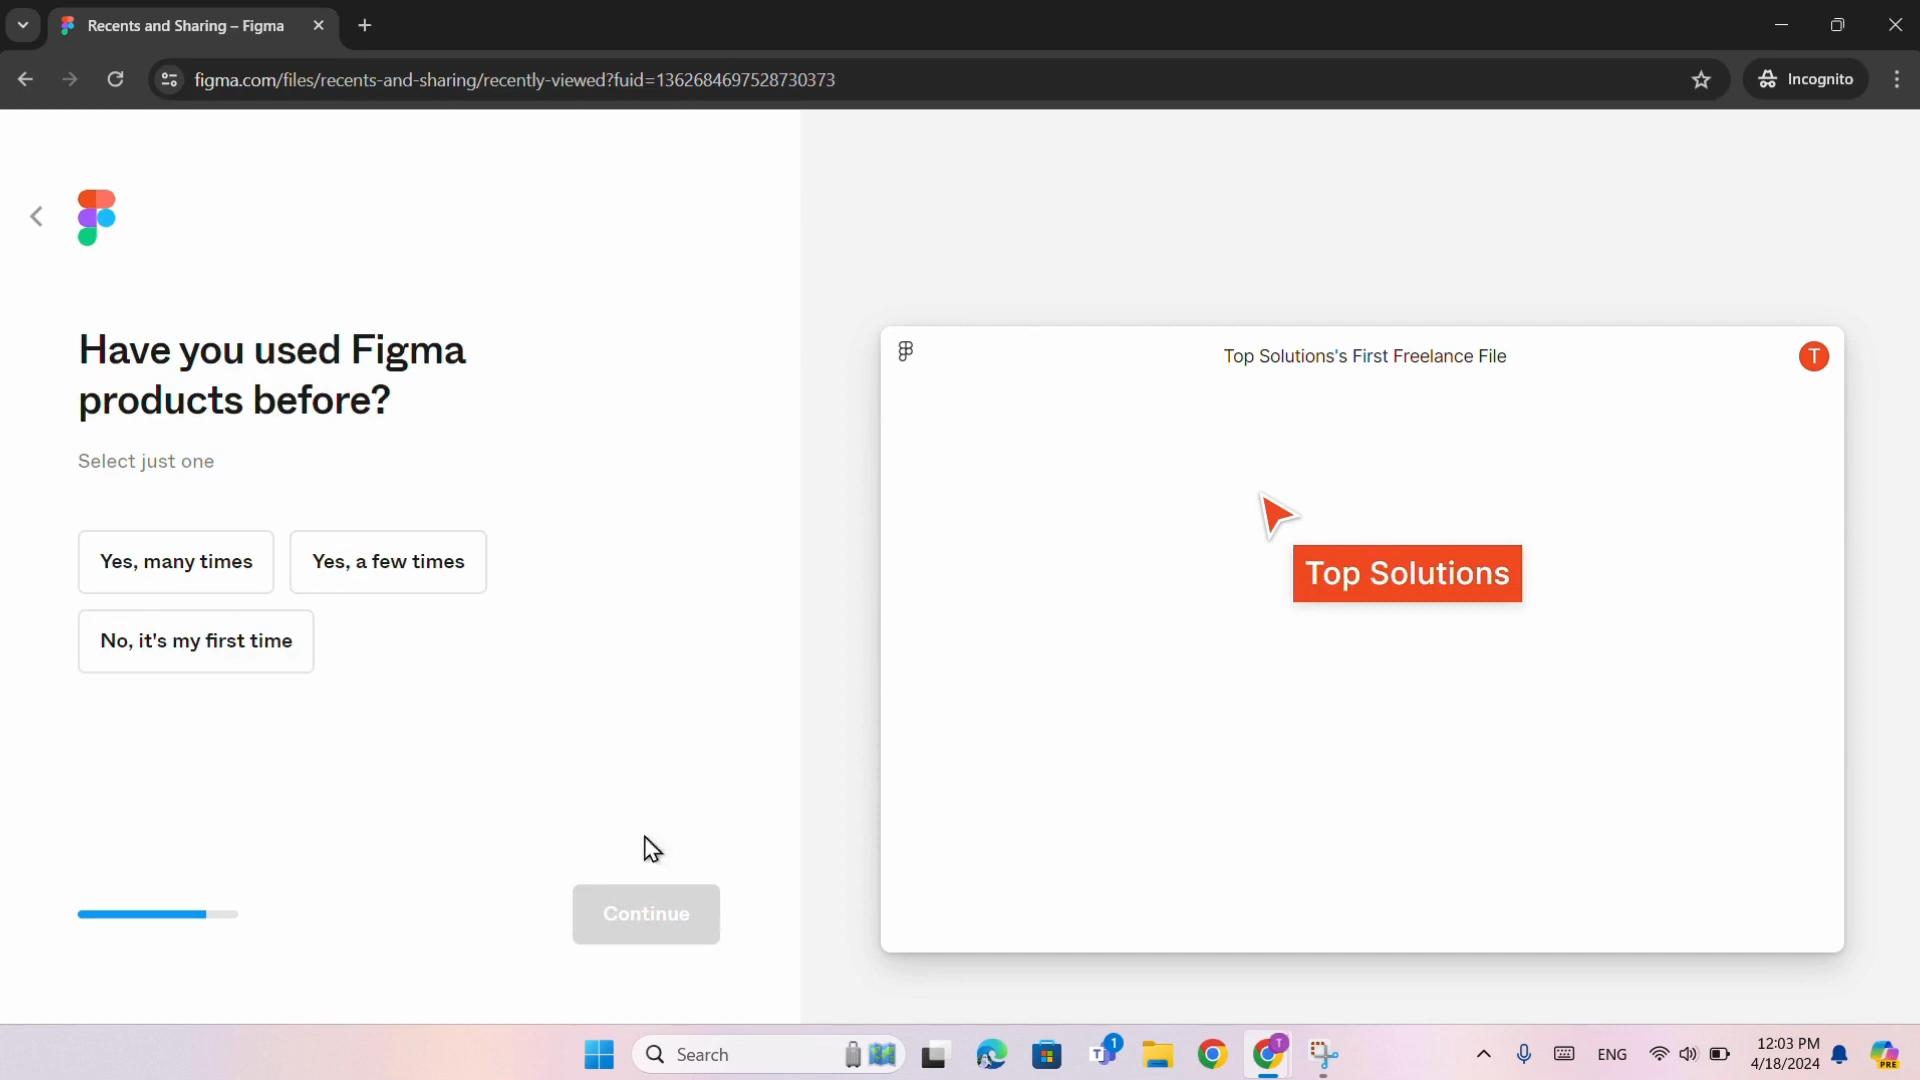 Recents and Sharing – Figma
figma.com/files/recents-and-sharing/recently-viewed?fuid=1362684697528730373
Incognito
Have you used Figma
products before?
Select just one
Yes, many times
Yes, a few times
No, it's my first time
Continue
Top Solutions's First Freelance File
T
Top Solutions
Search
T
1
T
ENG
12:03 PM
4/18/2024
PRE